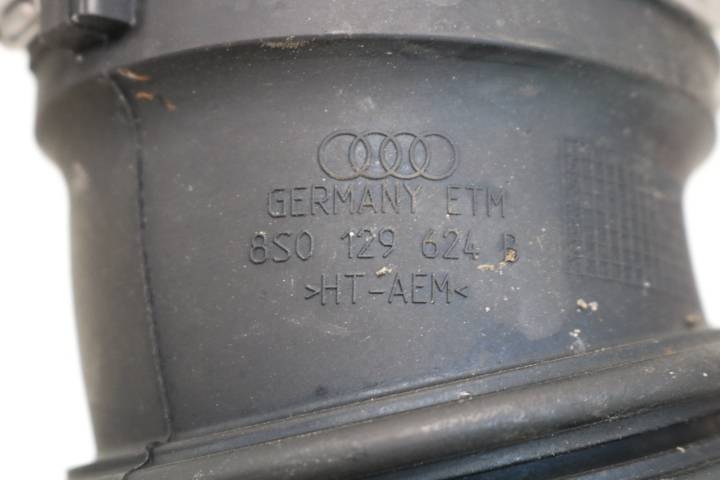 GERMANY ETM
8S0 129 624 B
>HT-AEM<